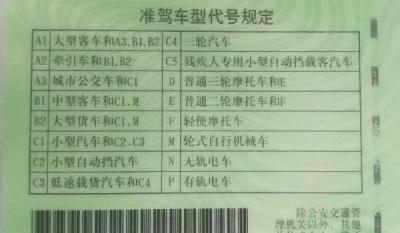 准驾车型代号规定
A1 大型客车和A3.B1.B2 C4 三轮汽车
A2 牵引车和B1.B2 C5 残疾人专用小型自动挡载客汽车
A3 城市公交车和C1 D 普通三轮摩托车和E
B1 中型客车和C1.M E 普通二轮摩托车和F
B2 大型货车和C1.M F 轻便摩托车
C1 小型汽车和C2.C3 M 轮式自行机械车
C2 小型自动挡汽车 N 无轨电车
C3 低速载货汽车和C4 P 有轨电车
除公安交通管
理机关以外，其他